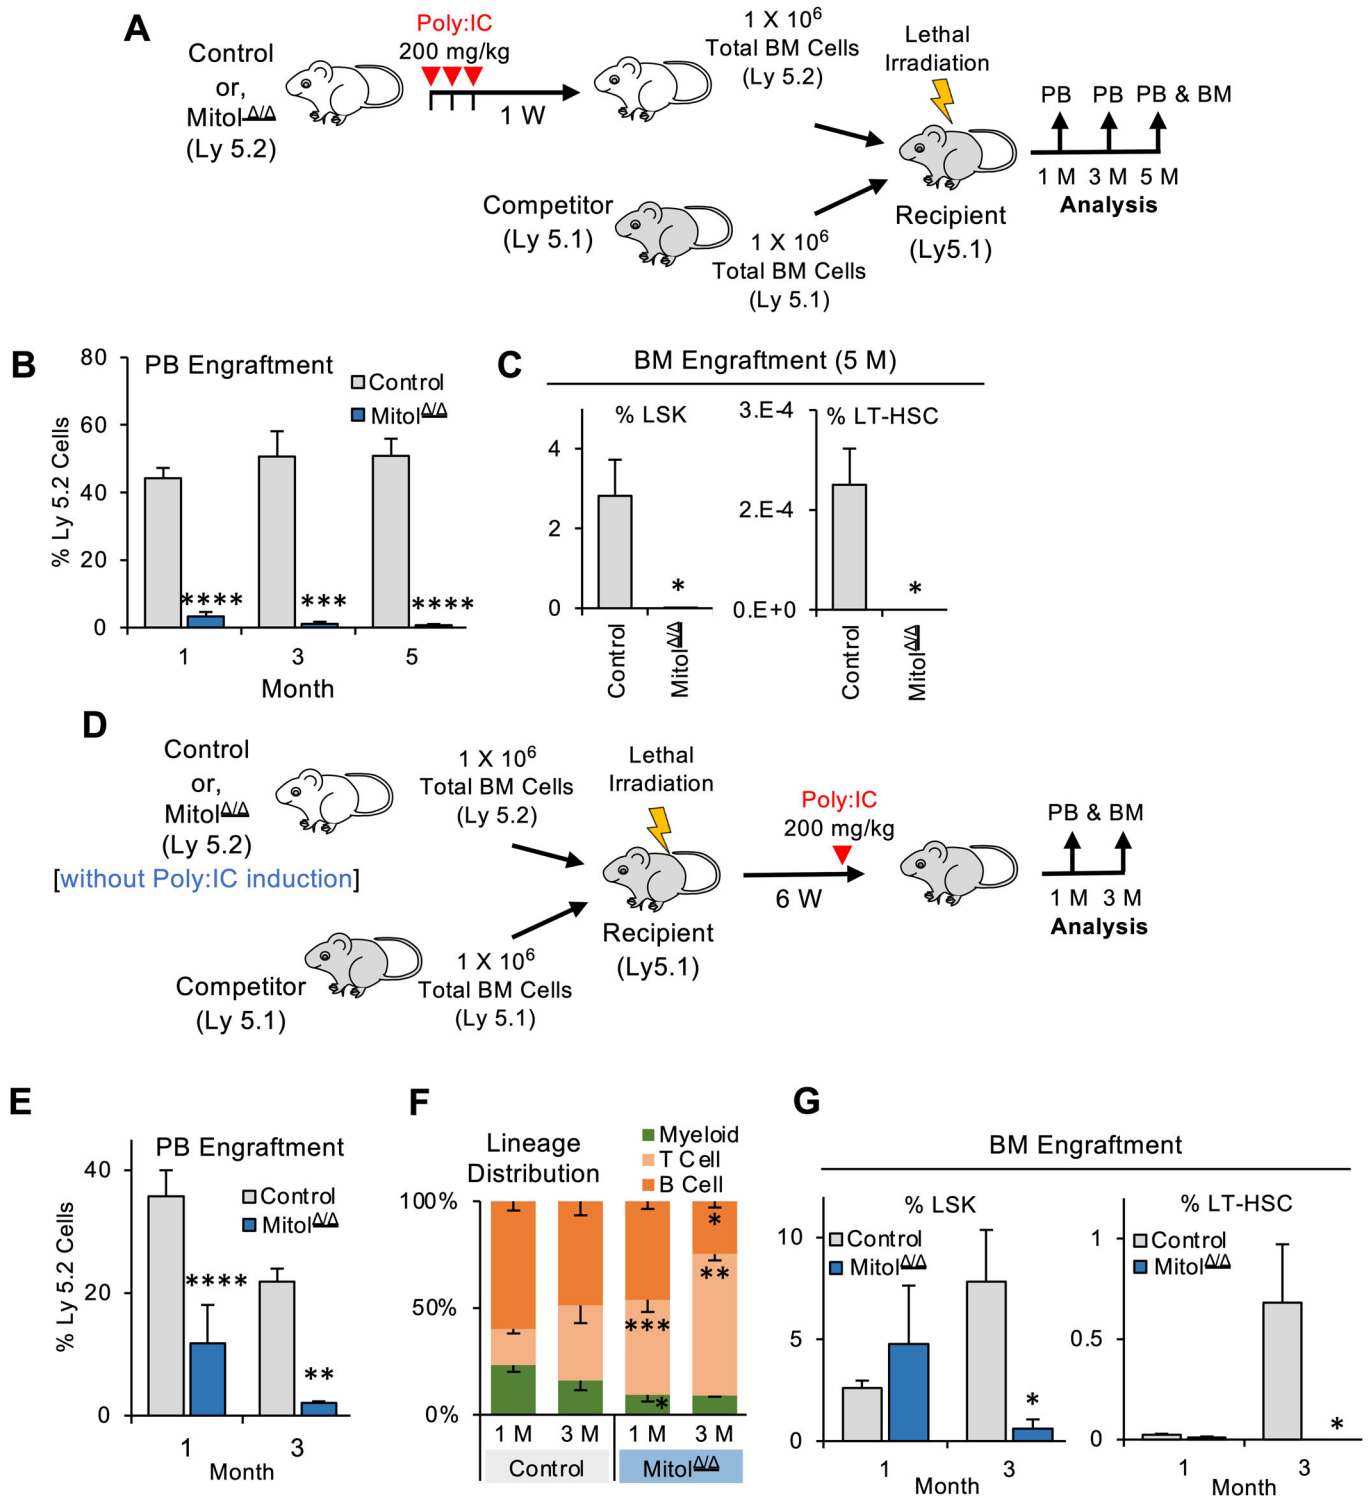 A
Control
or,
MitolΔ/Δ
(Ly 5.2)
Poly:IC
200 mg/kg
1 W
1 X 10⁶
Total BM Cells
(Ly 5.2)
Competitor
(Ly 5.1)
1 X 10⁶
Total BM Cells
(Ly 5.1)
Lethal
Irradiation
Recipient
(Ly5.1)
PB PB PB & BM
1 M 3 M 5 M
Analysis
B
PB Engraftment
Control
MitolΔ/Δ
% Ly 5.2 Cells
80
60
40
20
0
**** *** ****
1 3 5
Month
C
BM Engraftment (5 M)
% LSK
4
2
0
*
Control
MitolΔ/Δ
% LT-HSC
3.E-4
2.E-4
0.E+0
*
Control
MitolΔ/Δ
D
Control
or,
MitolΔ/Δ
(Ly 5.2)
[without Poly:IC induction]
1 X 10⁶
Total BM Cells
(Ly 5.2)
Competitor
(Ly 5.1)
1 X 10⁶
Total BM Cells
(Ly 5.1)
Lethal
Irradiation
Recipient
(Ly5.1)
Poly:IC
200 mg/kg
6 W
PB & BM
1 M 3 M
Analysis
E
PB Engraftment
Control
MitolΔ/Δ
% Ly 5.2 Cells
40
20
0
****
**
1 3
Month
F
Lineage
Distribution
Myeloid
T Cell
B Cell
100%
50%
0%
*
**
***
*
1 M 3 M 1 M 3 M
Control MitolΔ/Δ
G
BM Engraftment
% LSK
Control
MitolΔ/Δ
10
5
0
*
1 3
Month
% LT-HSC
Control
MitolΔ/Δ
1
0.5
0
*
1 3
Month